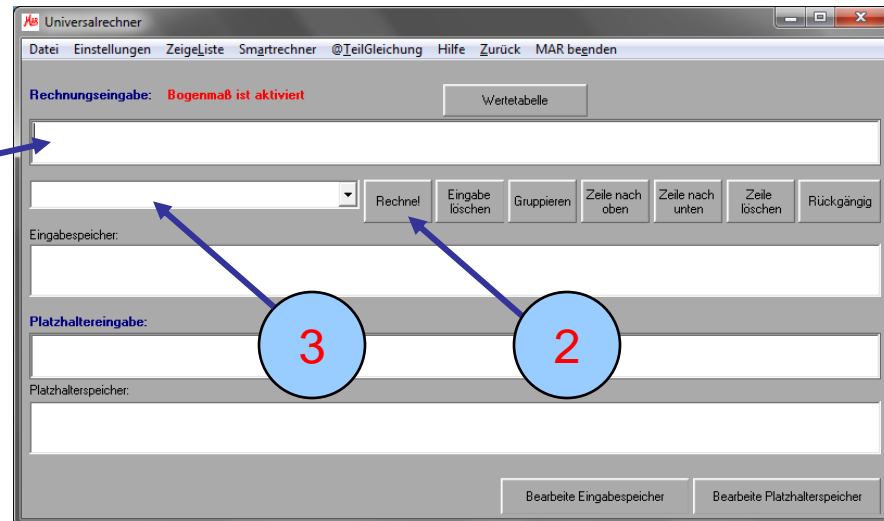 MAR Universalrechner
Datei Einstellungen ZeigeListe Smartrechner @TeilGleichung Hilfe Zurück MAR beenden
Rechnungseingabe: Bogenmaß ist aktiviert
Wertetabelle
Rechne! Eingabe löschen Gruppieren Zeile nach oben Zeile nach unten Zeile löschen Rückgängig
Eingabespeicher:
3 2
Platzhaltereingabe:
Platzhalterspeicher:
Bearbeite Eingabespeicher Bearbeite Platzhalterspeicher